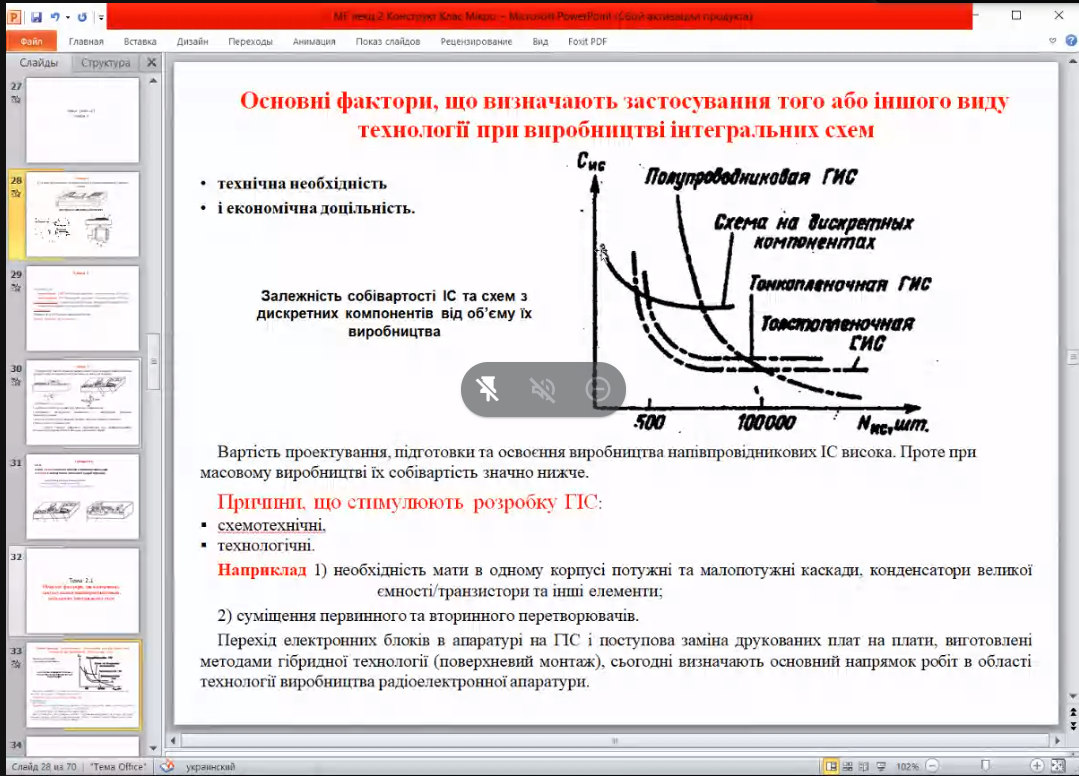 МЕ лекц 2 Конструкт Клас Мікро – Microsoft PowerPoint (Сбой активации продукта)
Файл Главная Вставка Дизайн Переходы Анимация Показ слайдов Рецензирование Вид Foxit PDF
Слайды Структура
27
28
29
30
31
32
Тема 2.1
33
34
Основні фактори, що визначають застосування того або іншого виду
технології при виробництві інтегральних схем
• технічна необхідність
• і економічна доцільність.
Залежність собівартості ІС та схем з
дискретних компонентів від об’єму їх
виробництва
Сис
Полупроводниковая ГИС
Схема на дискретных
компонентах
Тонкопленочная ГИС
Толстопленочная
ГИС
500
100000
Nис, шт.
Вартість проектування, підготовки та освоєння виробництва напівпровідникових ІС висока. Проте при
масовому виробництві їх собівартість значно нижче.
Причини, що стимулюють розробку ГІС:
▪ схемотехнічні,
▪ технологічні.
Наприклад 1) необхідність мати в одному корпусі потужні та малопотужні каскади, конденсатори великої
ємності/транзистори та інші елементи;
2) суміщення первинного та вторинного перетворювачів.
Перехід електронних блоків в апаратурі на ГІС і поступова заміна друкованих плат на плати, виготовлені
методами гібридної технології (поверхневий монтаж), сьогодні визначають основний напрямок робіт в області
технології виробництва радіоелектронної апаратури.
Слайд 28 из 70 "Тема Office" украинский 102%